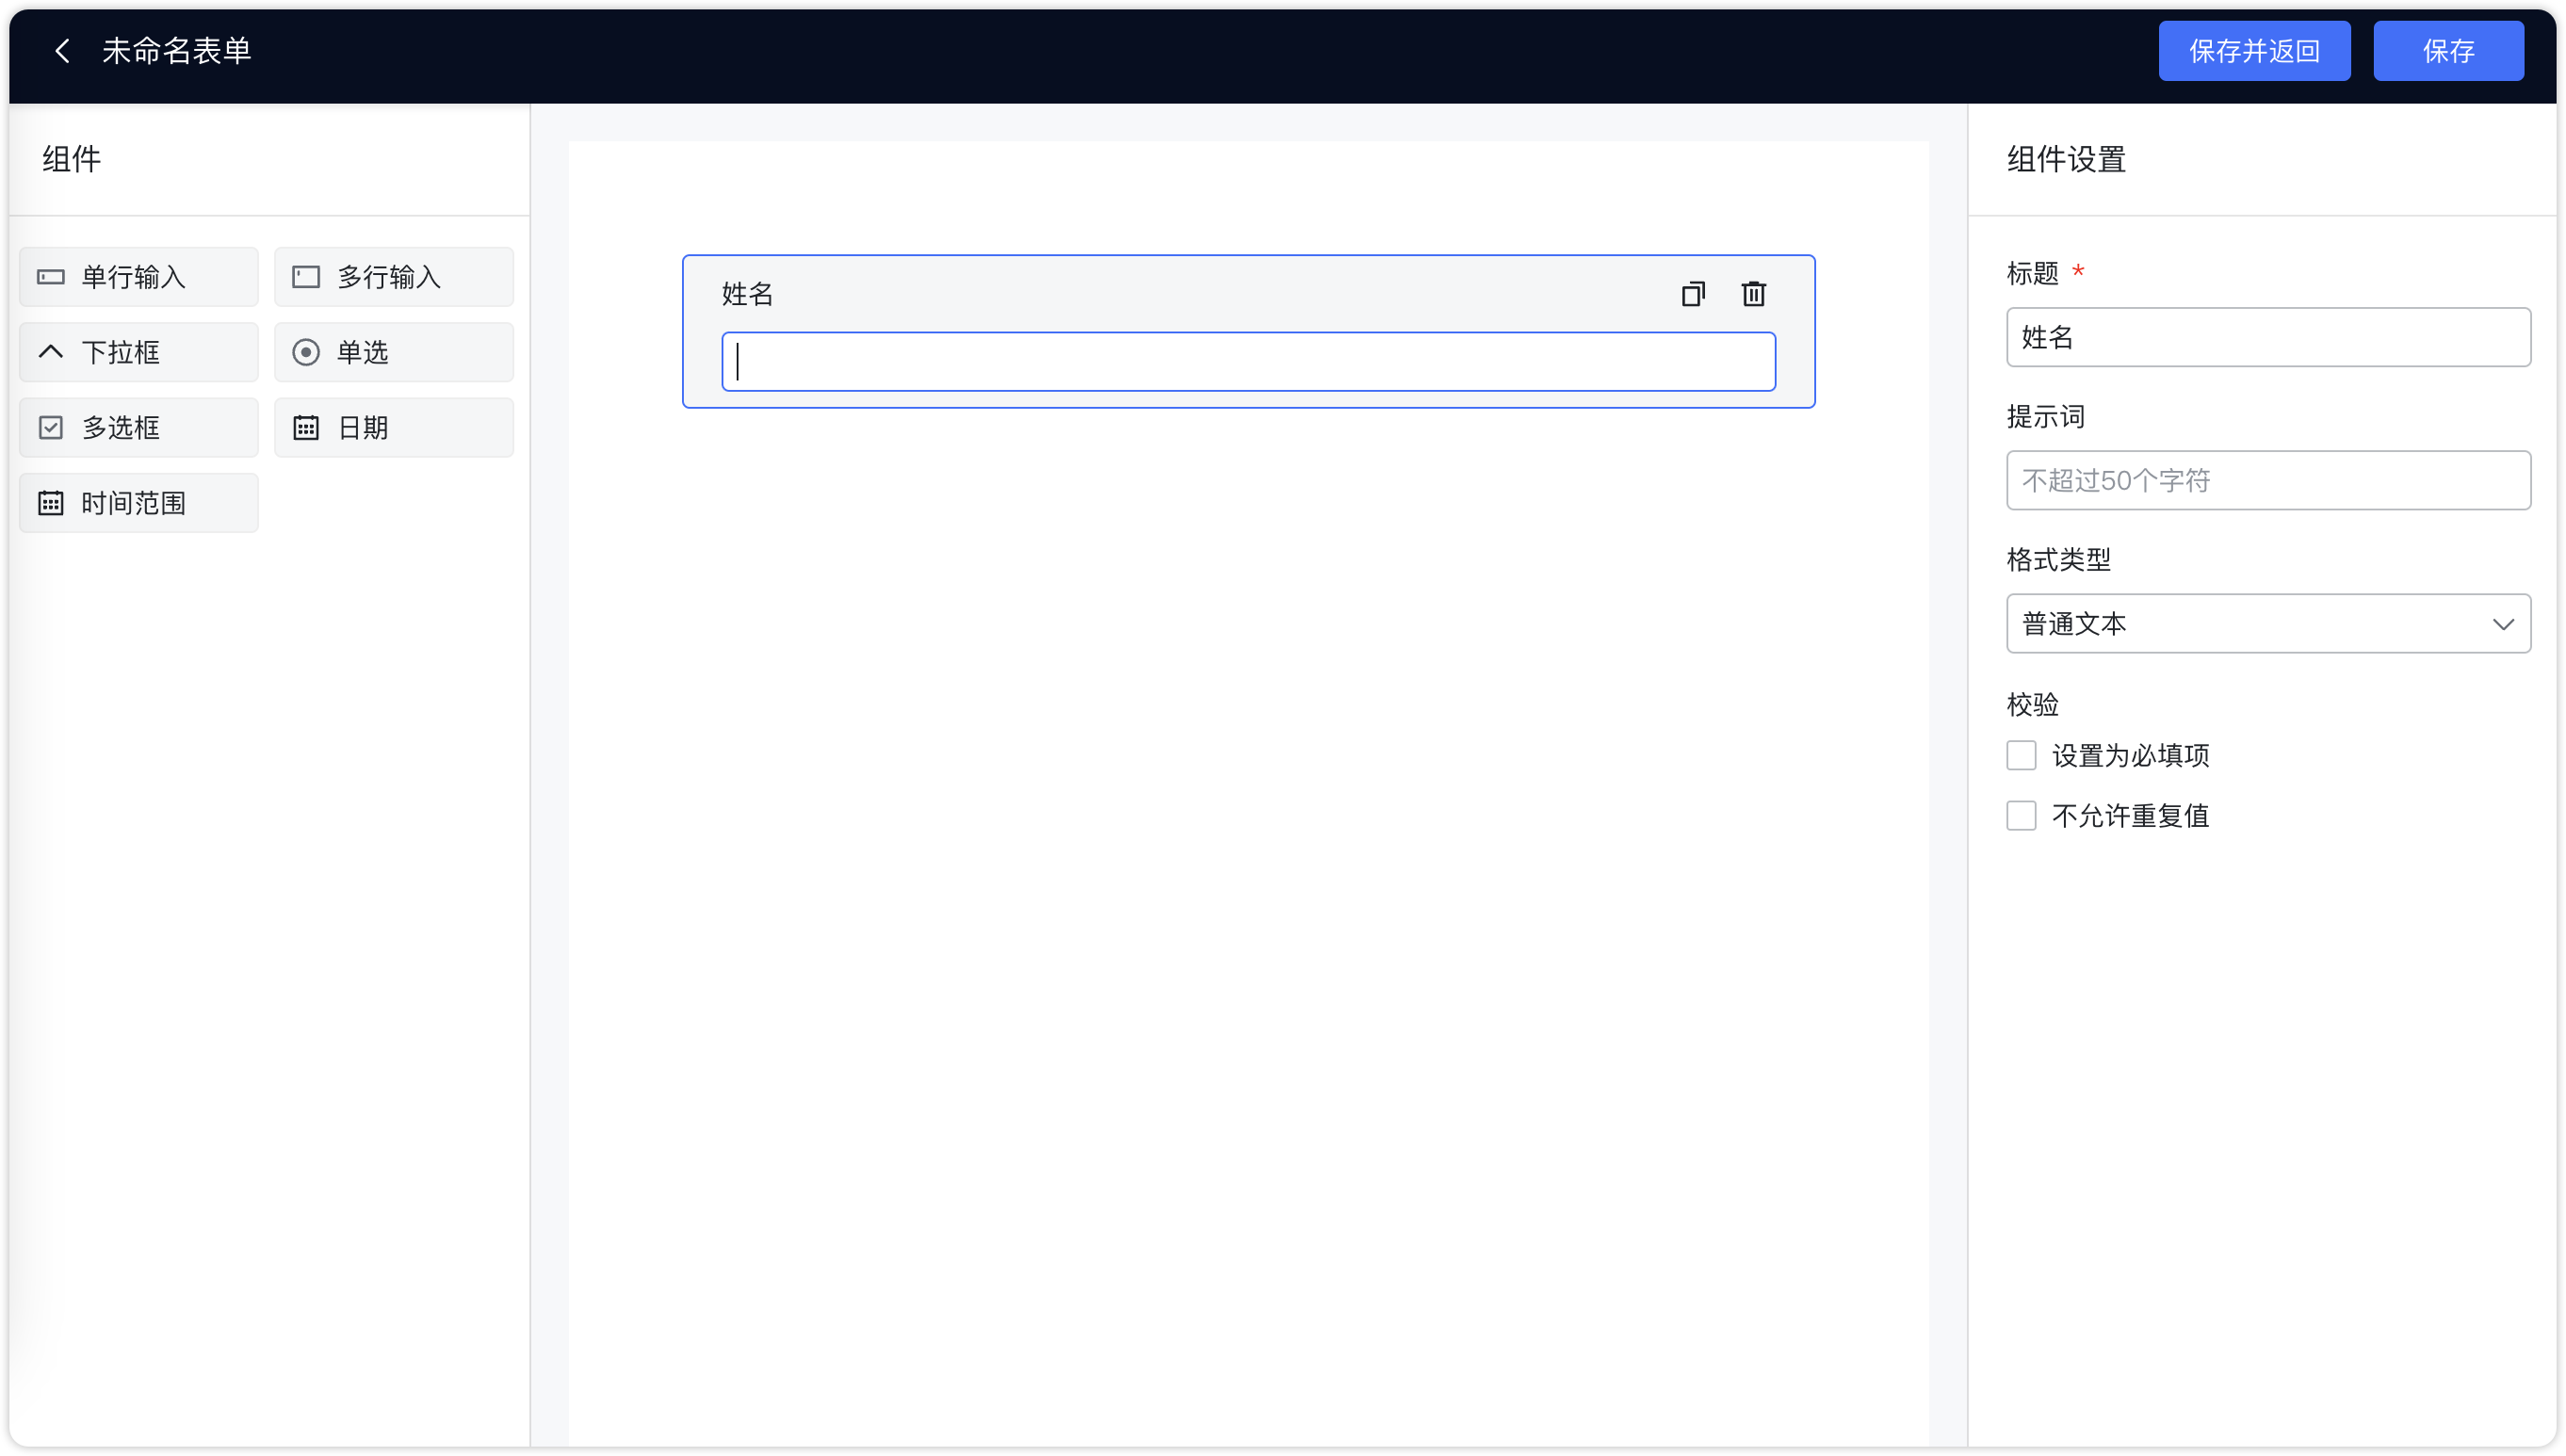 未命名表单
保存并返回
保存
组件
单行输入
多行输入
下拉框
单选
多选框
日期
时间范围
姓名
组件设置
标题 *
姓名
提示词
不超过50个字符
格式类型
普通文本
校验
设置为必填项
不允许重复值